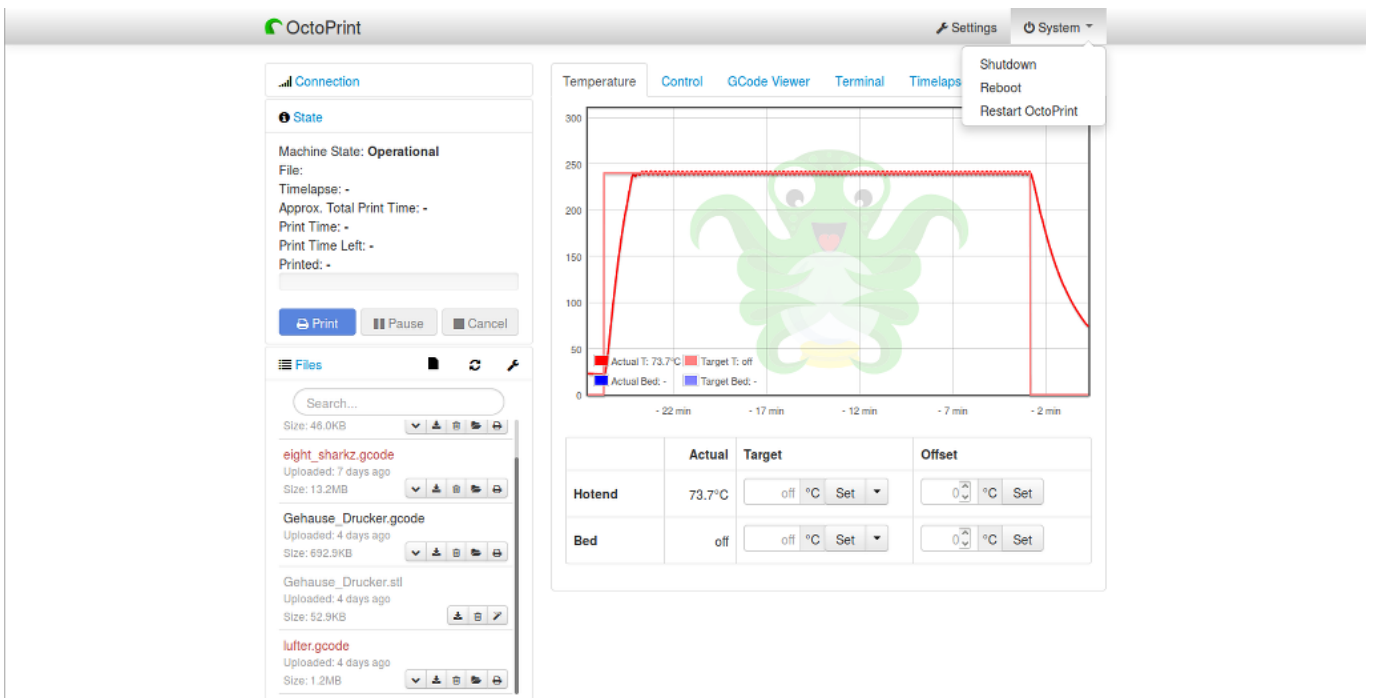 OctoPrint
Settings
System
Shutdown
Reboot
Restart OctoPrint
Connection
State
Machine State: Operational
File:
Timelapse: -
Approx. Total Print Time: -
Print Time: -
Print Time Left: -
Printed: -
Print Pause Cancel
Files
Search...
Size: 46.0KB
eight_sharkz.gcode
Uploaded: 7 days ago
Size: 13.2MB
Gehause_Drucker.gcode
Uploaded: 4 days ago
Size: 692.9KB
Gehause_Drucker.stl
Uploaded: 4 days ago
Size: 52.9KB
lufter.gcode
Uploaded: 4 days ago
Size: 1.2MB
Temperature Control GCode Viewer Terminal Timelaps
300
250
200
150
100
50
0
Actual T: 73.7°C Target T: off
Actual Bed: - Target Bed: -
- 22 min - 17 min - 12 min - 7 min - 2 min
Actual Target Offset
Hotend 73.7°C off °C Set 0 °C Set
Bed off off °C Set 0 °C Set